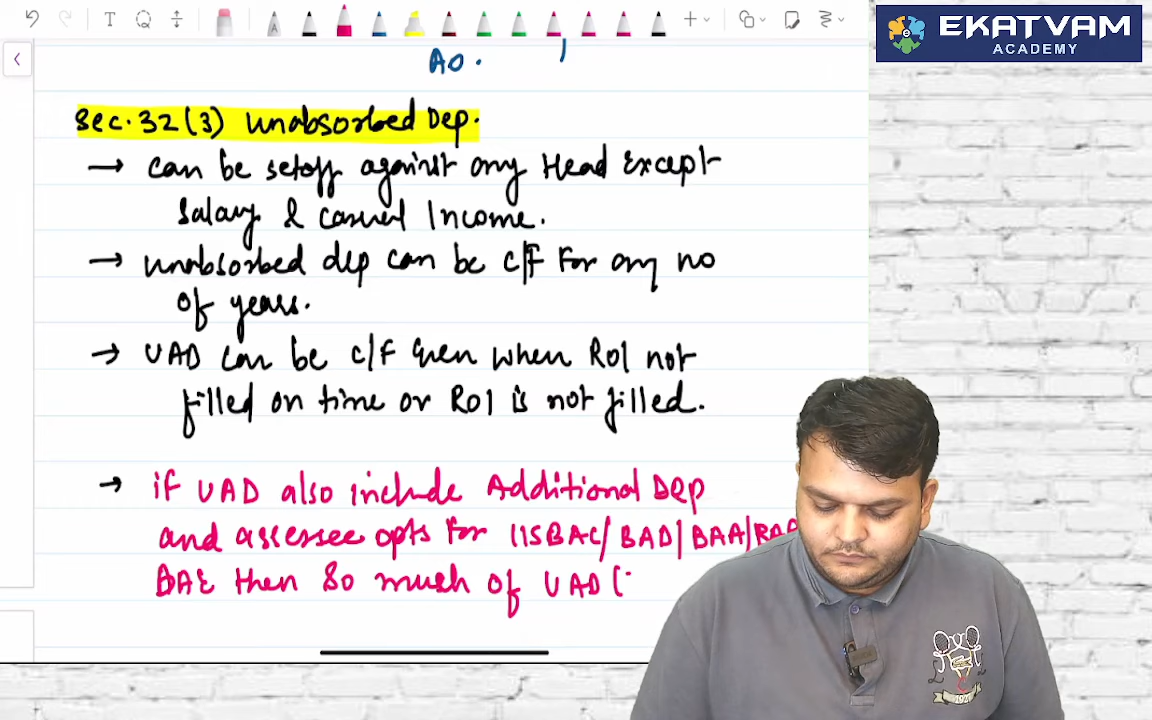 EKATVAM
ACADEMY
AO.
Sec.32(3) Unabsorbed Dep.
→ Can be setoff against any Head Except
Salary & casual Income.
→ Unabsorbed dep can be c/F For any no
of years.
→ UAD can be c/F Even when ROI not
filled on time or ROI is not filled.
→ if UAD also include Additional Dep
and assessee opts for 115BAC/BAD/BAA/BA
BAE then so much of UAD (